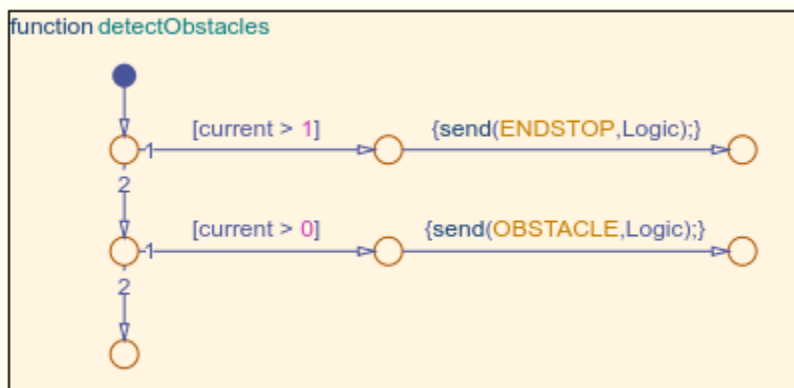 function detectObstacles
1 [current > 1] {send(ENDSTOP,Logic);}
2
1 [current > 0] {send(OBSTACLE,Logic);}
2